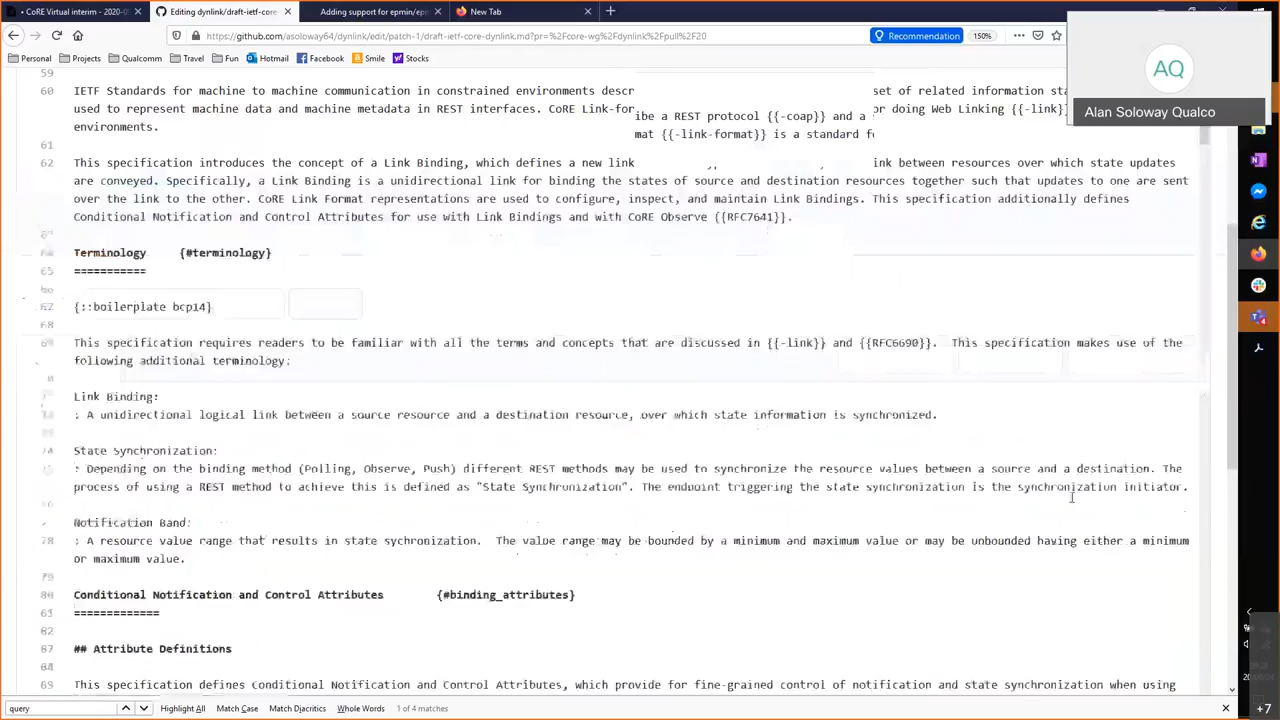 CoRE Virtual interim - 2020-0
Editing dynlink/draft-ietf-core-
Adding support for epmin/epm
New Tab
https://github.com/asoloway64/dynlink/edit/patch-1/draft-ietf-core-dynlink.md?pr=%2Fcore-wg%2Fdynlink%2Fpull%2F20
Recommendation
150%
Personal
Projects
Qualcomm
Travel
Fun
Hotmail
Facebook
Smile
Stocks
AQ
Alan Soloway Qualco
59
60 IETF Standards for machine to machine communication in constrained environments descr set of related information sta
ibe a REST protocol {{-coap} and a
used to represent machine data and machine metadata in REST interfaces. CoRE Link-for or doing Web Linking {{-link}
mat {{-link-format}} is a standard f
environments.
61
62 This specification introduces the concept of a Link Binding, which defines a new link link between resources over which state updates
are conveyed. Specifically, a Link Binding is a unidirectional link for binding the states of source and destination resources together such that updates to one are sent
over the link to the other. CoRE Link Format representations are used to configure, inspect, and maintain Link Bindings. This specification additionally defines
Conditional Notification and Control Attributes for use with Link Bindings and with CoRE Observe {{RFC7641}}.
Terminology {#terminology}
65 ===========
67 {::boilerplate bcp14}
68
This specification requires readers to be familiar with all the terms and concepts that are discussed in {{-link}} and {{RFC6690}}. This specification makes use of the
following additional terminology:
Link Binding:
: A unidirectional logical link between a source resource and a destination resource, over which state information is synchronized.
State Synchronization:
: Depending on the binding method (Polling, Observe, Push) different REST methods may be used to synchronize the resource values between a source and a destination. The
process of using a REST method to achieve this is defined as "State Synchronization". The endpoint triggering the state synchronization is the synchronization initiator.
Notification Band:
: A resource value range that results in state sychronization. The value range may be bounded by a minimum and maximum value or may be unbounded having either a minimum
or maximum value.
79
Conditional Notification and Control Attributes {#binding_attributes}
=============
## Attribute Definitions
This specification defines Conditional Notification and Control Attributes, which provide for fine-grained control of notification and state synchronization when using
query
Highlight All
Match Case
Match Diacritics
Whole Words
1 of 4 matches
+7